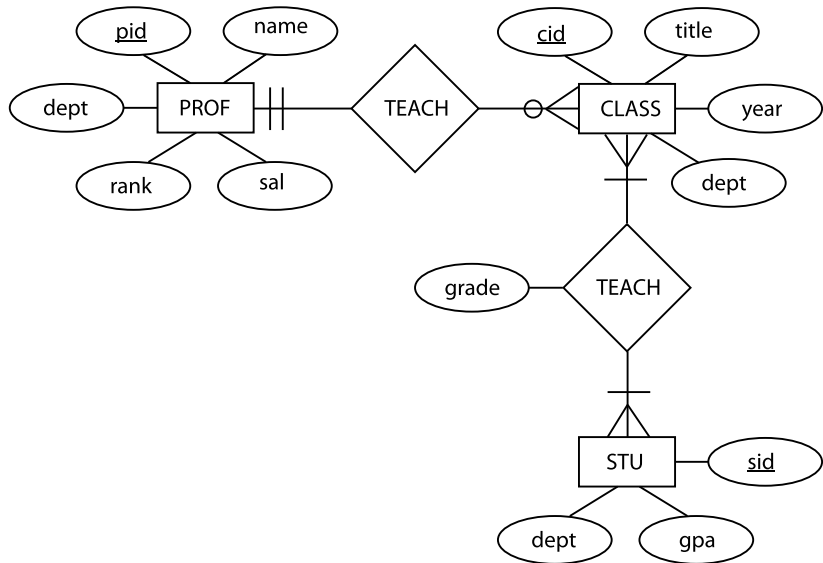 pid
name
cid
title
dept
PROF
TEACH
CLASS
year
rank
sal
dept
grade
TEACH
STU
sid
dept
gpa